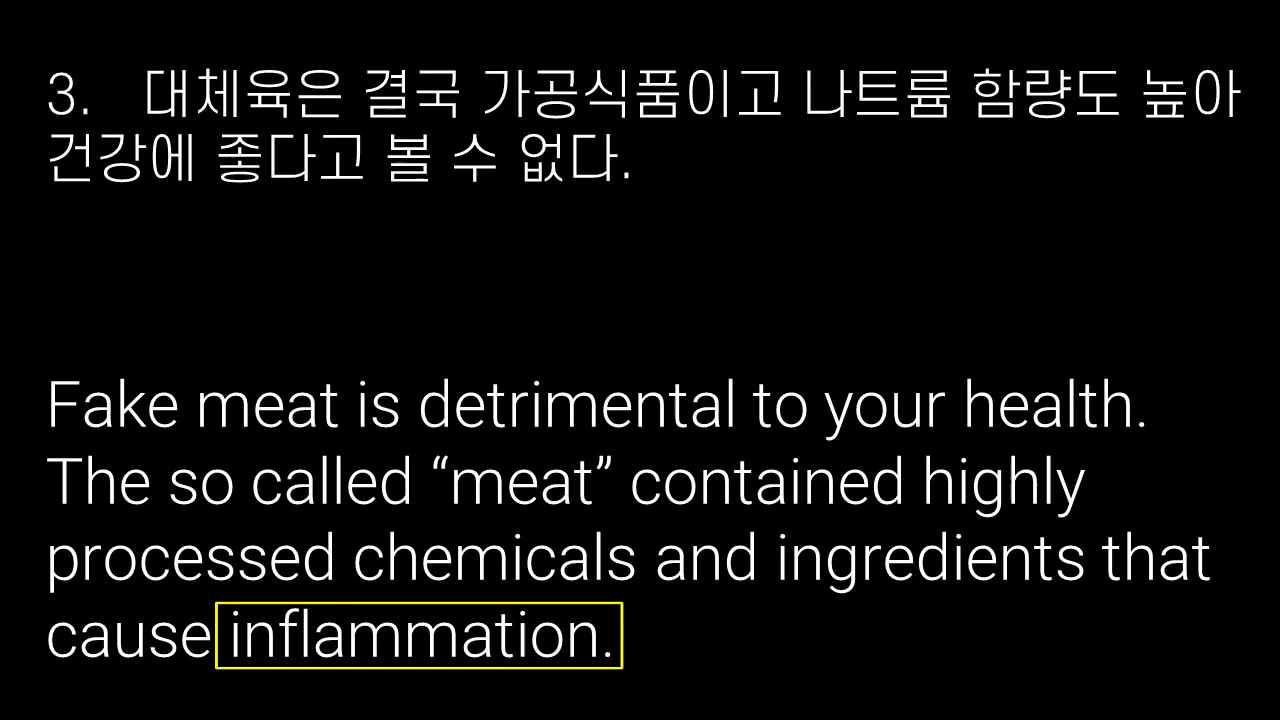 3. 대체육은 결국 가공식품이고 나트륨 함량도 높아
건강에 좋다고 볼 수 없다.
Fake meat is detrimental to your health.
The so called “meat” contained highly
processed chemicals and ingredients that
cause inflammation.